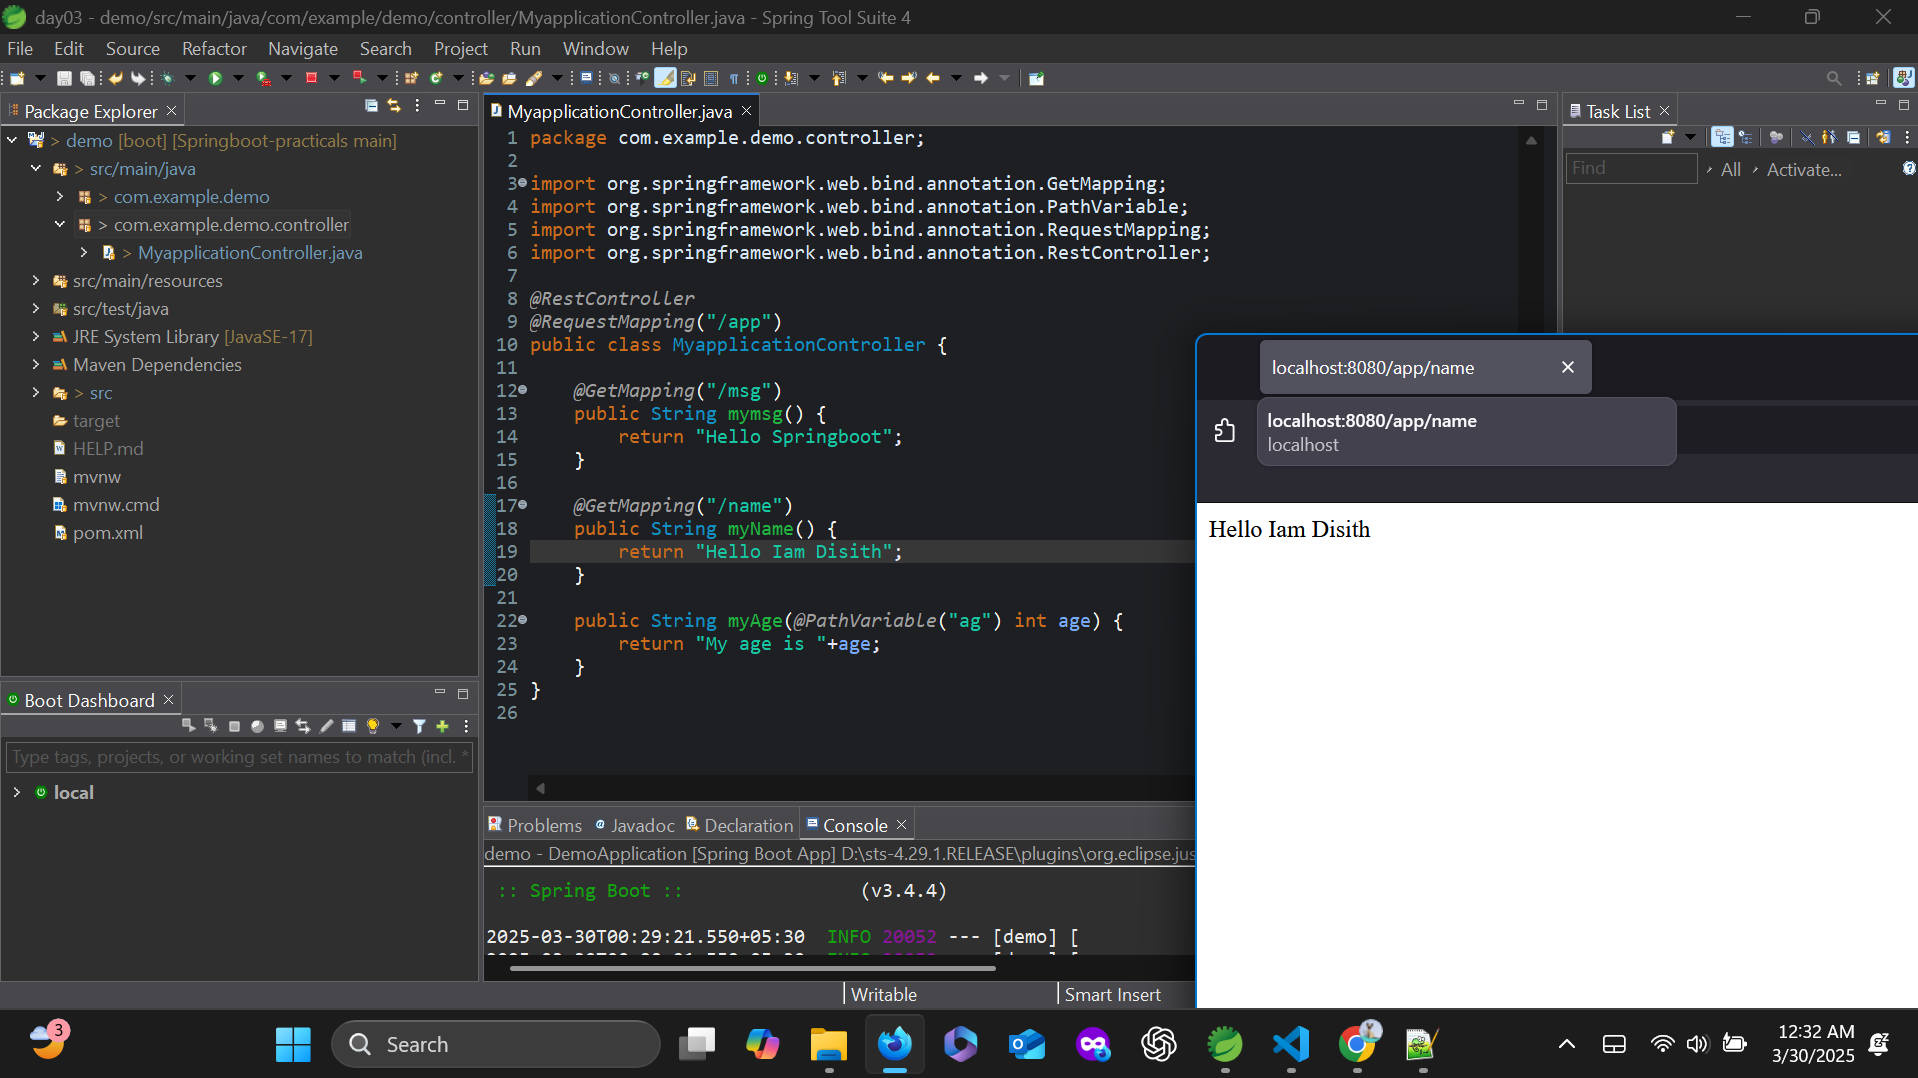 day03 - demo/src/main/java/com/example/demo/controller/MyapplicationController.java - Spring Tool Suite 4
File Edit Source Refactor Navigate Search Project Run Window Help
Package Explorer
demo [boot] [Springboot-practicals main]
src/main/java
com.example.demo
com.example.demo.controller
MyapplicationController.java
src/main/resources
src/test/java
JRE System Library [JavaSE-17]
Maven Dependencies
src
target
HELP.md
mvnw
mvnw.cmd
pom.xml
Boot Dashboard
Type tags, projects, or working set names to match (incl. *
local
MyapplicationController.java
1 package com.example.demo.controller;
2
3 import org.springframework.web.bind.annotation.GetMapping;
4 import org.springframework.web.bind.annotation.PathVariable;
5 import org.springframework.web.bind.annotation.RequestMapping;
6 import org.springframework.web.bind.annotation.RestController;
7
8 @RestController
9 @RequestMapping("/app")
10 public class MyapplicationController {
11
12 @GetMapping("/msg")
13 public String mymsg() {
14 return "Hello Springboot";
15 }
16
17 @GetMapping("/name")
18 public String myName() {
19 return "Hello Iam Disith";
20 }
21
22 public String myAge(@PathVariable("ag") int age) {
23 return "My age is "+age;
24 }
25 }
26
Problems Javadoc Declaration Console
demo - DemoApplication [Spring Boot App] D:\sts-4.29.1.RELEASE\plugins\org.eclipse.jus
:: Spring Boot :: (v3.4.4)
2025-03-30T00:29:21.550+05:30 INFO 20052 --- [demo] [
Writable Smart Insert
Task List
Find All Activate...
localhost:8080/app/name
localhost:8080/app/name
localhost
Hello Iam Disith
3
Search
12:32 AM
3/30/2025